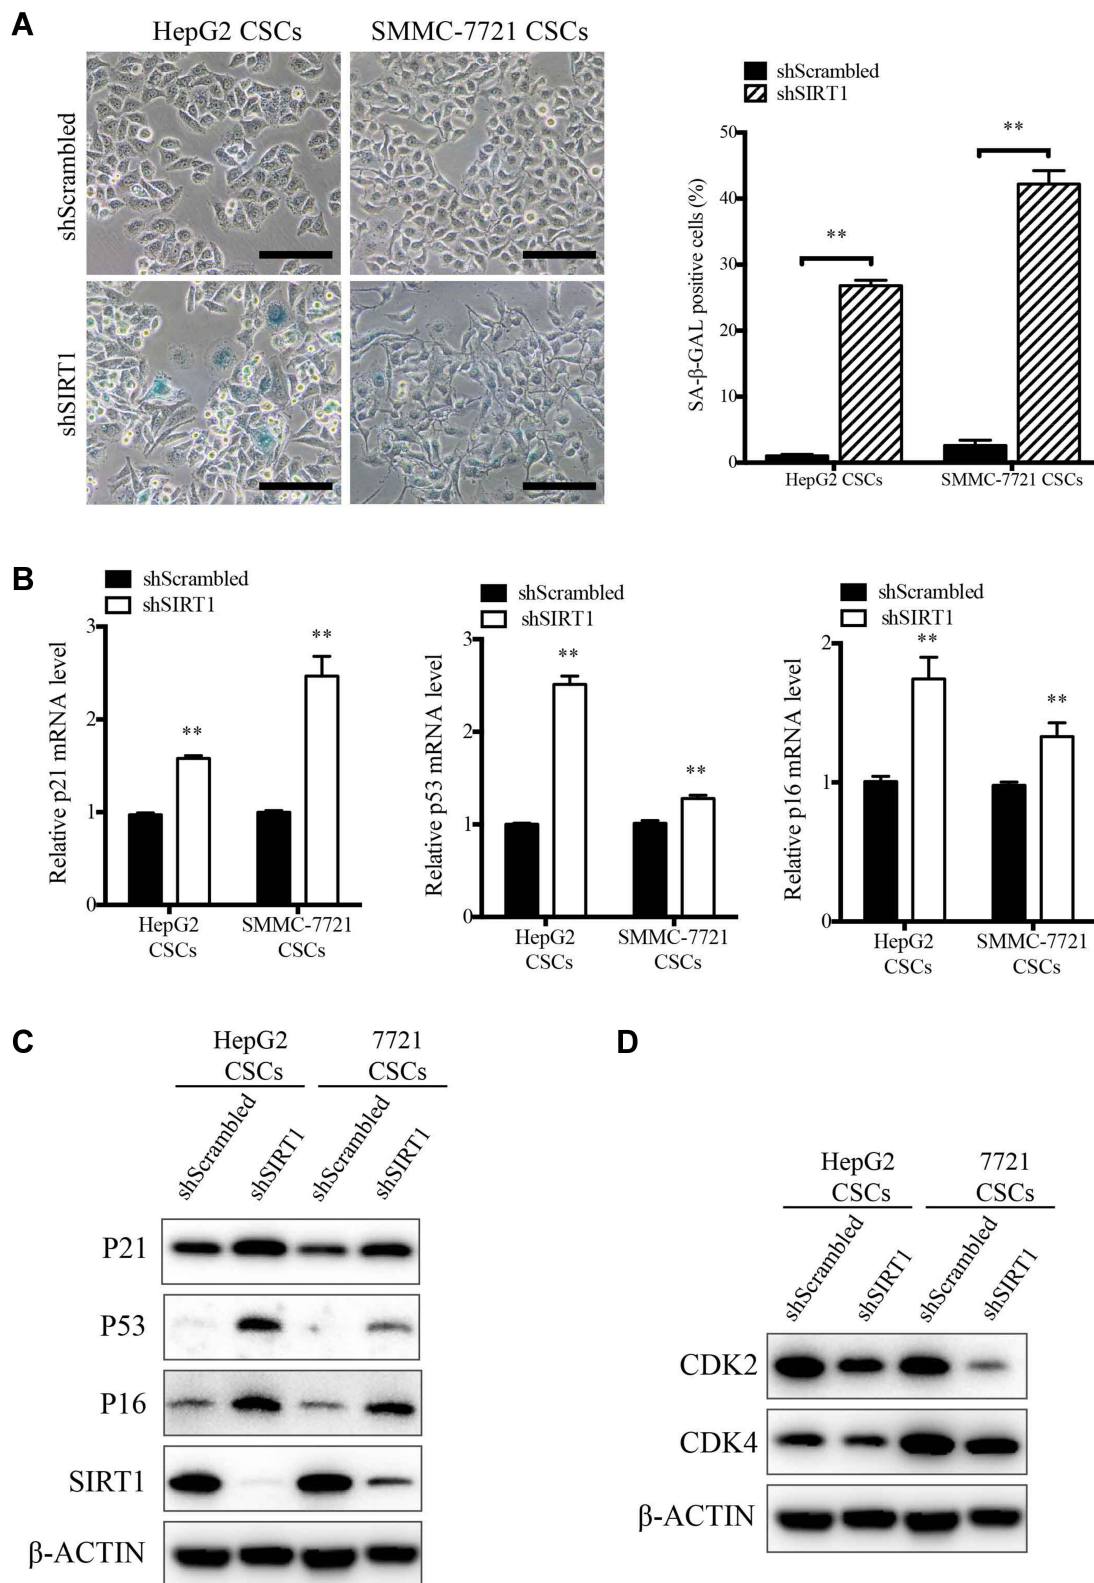 A
HepG2 CSCs
SMMC-7721 CSCs
shScrambled
shSIRT1
shScrambled
shSIRT1
SA-β-GAL positive cells (%)
50
40
30
20
10
0
**
**
HepG2 CSCs
SMMC-7721 CSCs
B
shScrambled
shSIRT1
Relative p21 mRNA level
3
2
1
0
**
**
HepG2
CSCs
SMMC-7721
CSCs
shScrambled
shSIRT1
Relative p53 mRNA level
3
2
1
0
**
**
HepG2
CSCs
SMMC-7721
CSCs
shScrambled
shSIRT1
Relative p16 mRNA level
2
1
0
**
**
HepG2
CSCs
SMMC-7721
CSCs
C
HepG2
CSCs
7721
CSCs
shScrambled
shSIRT1
shScrambled
shSIRT1
P21
P53
P16
SIRT1
β-ACTIN
D
HepG2
CSCs
7721
CSCs
shScrambled
shSIRT1
shScrambled
shSIRT1
CDK2
CDK4
β-ACTIN